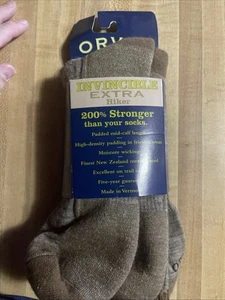 ORV
INVINCIBLE
EXTRA
Hiker
200% Stronger
than your socks.
Padded mid-calf length
High-density padding in friction areas
Moisture wicking
Finest New Zealand merino wool
Excellent on trail
Five-year guarantee
Made in Vermont